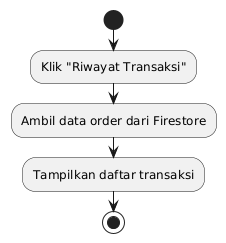 Klik "Riwayat Transaksi"
Ambil data order dari Firestore
Tampilkan daftar transaksi